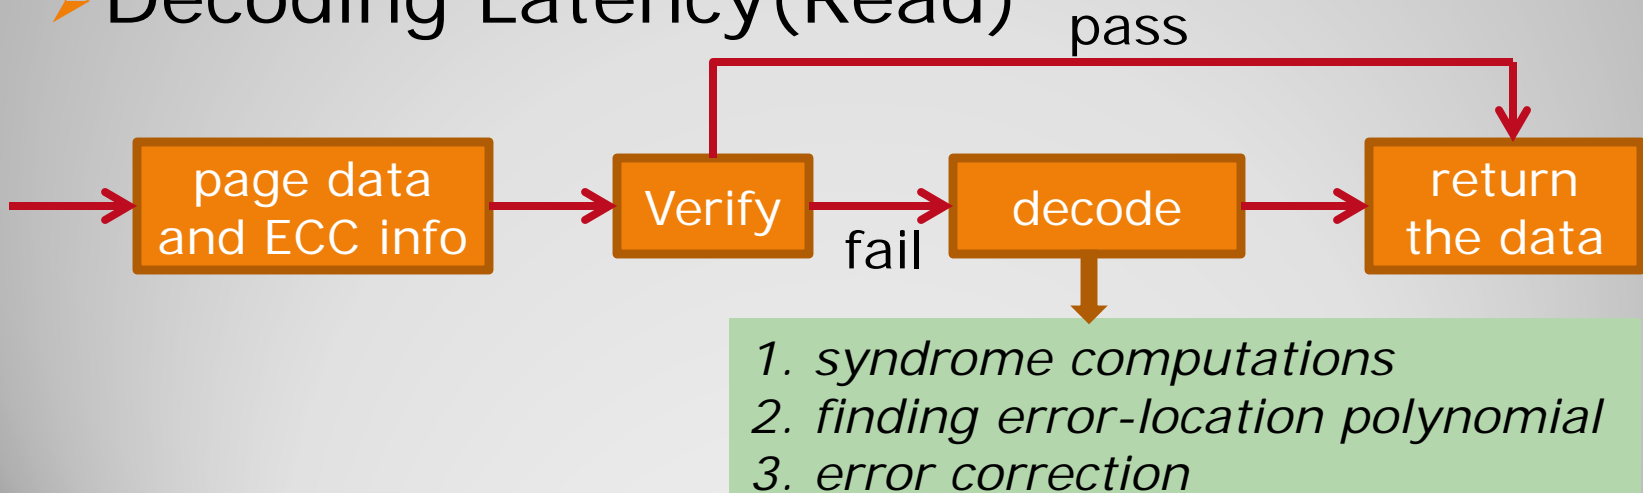 Decoding Latency(Read)
pass
page data
and ECC info
Verify
fail
decode
return
the data
1. syndrome computations
2. finding error-location polynomial
3. error correction